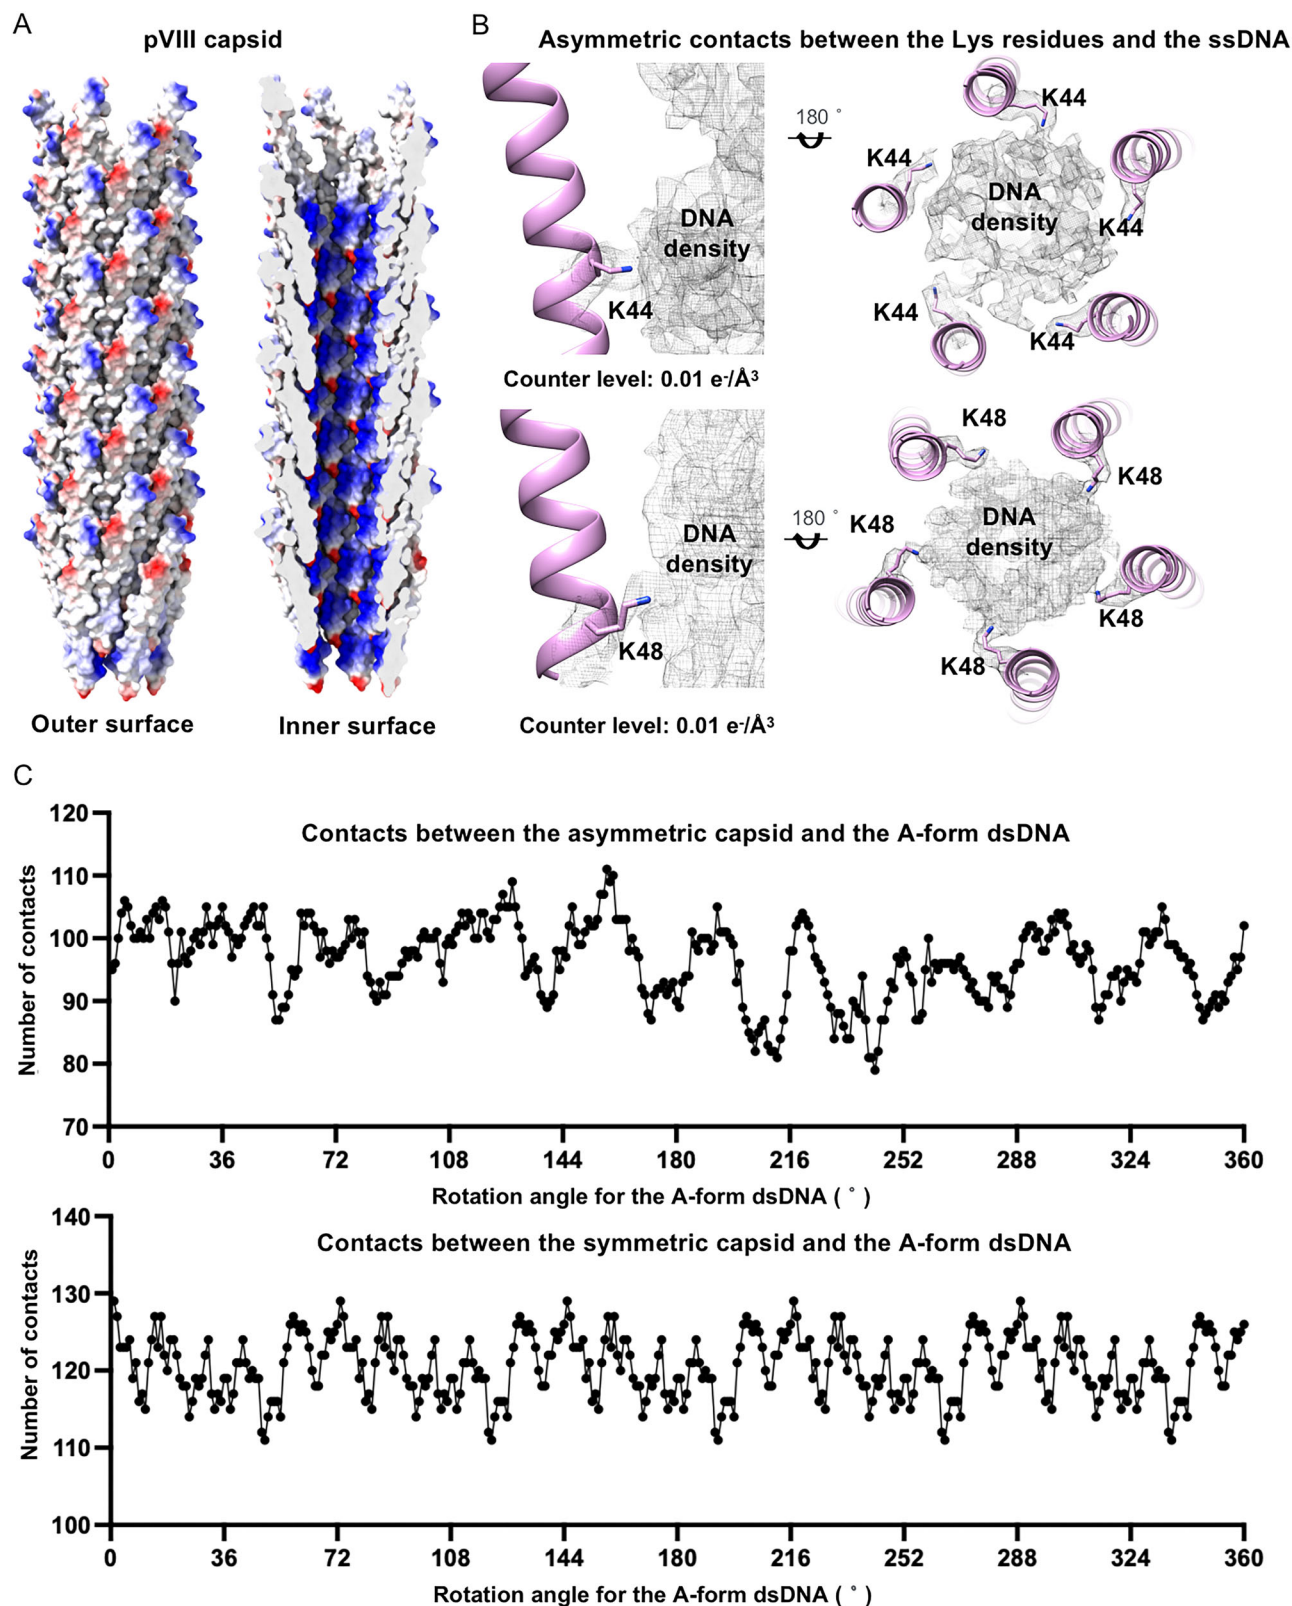 A
pVIII capsid
Outer surface
Inner surface
B
Asymmetric contacts between the Lys residues and the ssDNA
DNA
density
K44
Counter level: 0.01 e-/Å3
180 °
K44
K44
DNA
density
K44
K44
K44
DNA
density
K48
Counter level: 0.01 e-/Å3
180 °
K48
K48
K48
DNA
density
K48
K48
C
Contacts between the asymmetric capsid and the A-form dsDNA
Number of contacts
120
110
100
90
80
70
0 36 72 108 144 180 216 252 288 324 360
Rotation angle for the A-form dsDNA ( ° )
Contacts between the symmetric capsid and the A-form dsDNA
Number of contacts
140
130
120
110
100
0 36 72 108 144 180 216 252 288 324 360
Rotation angle for the A-form dsDNA ( ° )